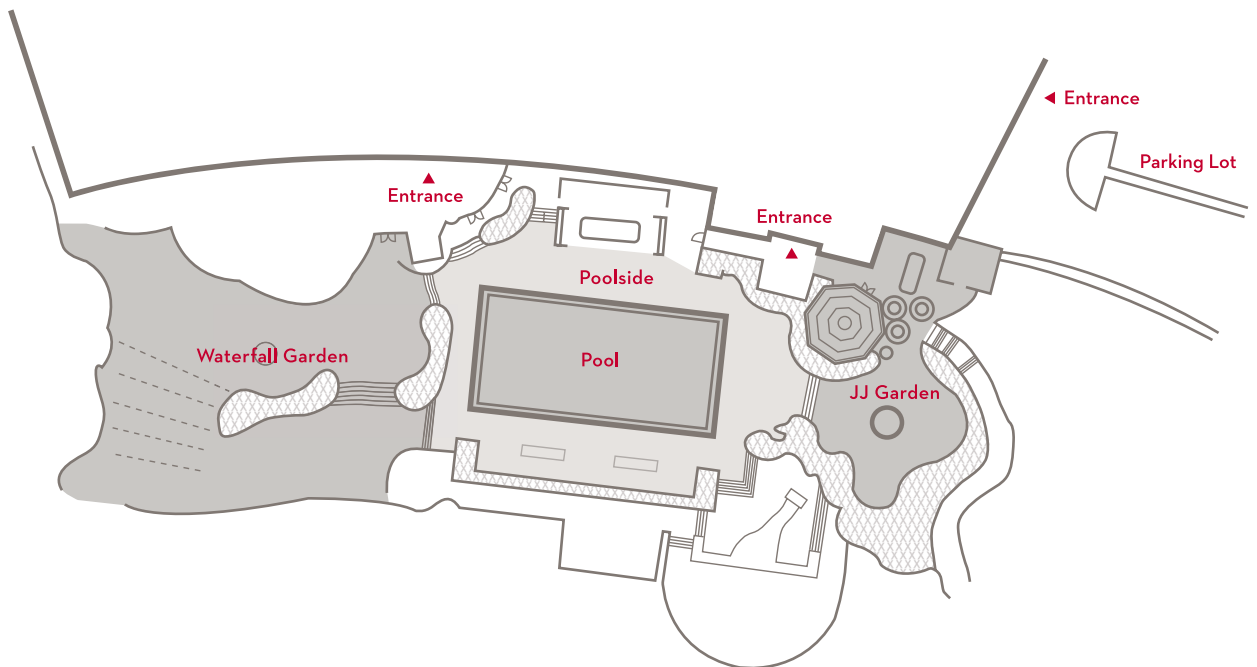 Entrance
Parking Lot
Entrance
Entrance
Poolside
Waterfall Garden
Pool
JJ Garden